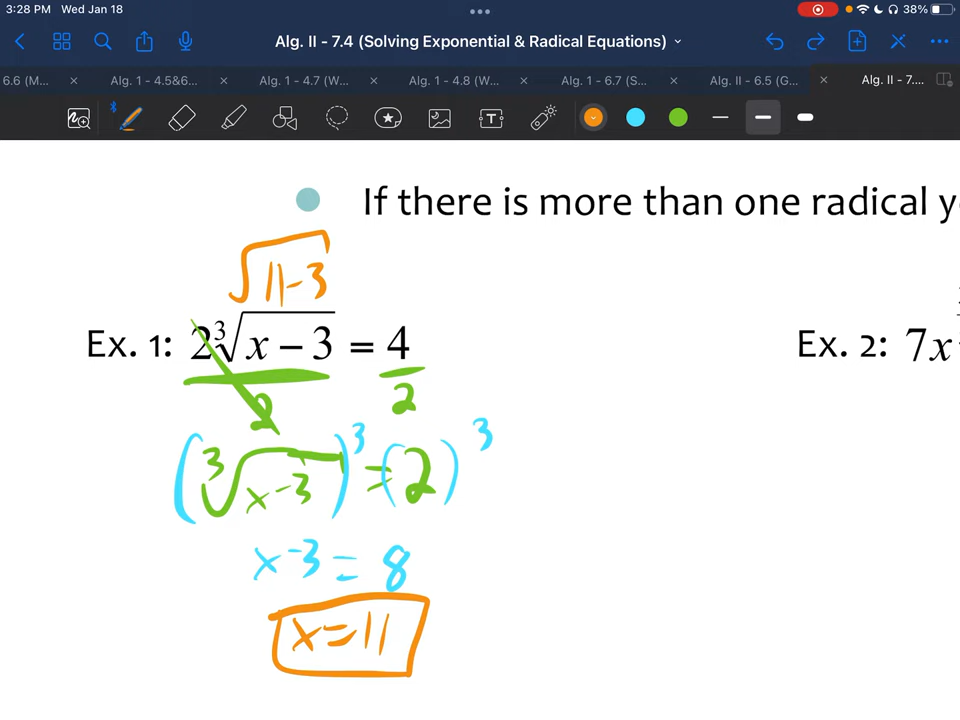 3:28 PM Wed Jan 18
38%
Alg. II - 7.4 (Solving Exponential & Radical Equations)
6.6 (M... Alg. 1 - 4.5&6... Alg. 1 - 4.7 (W... Alg. 1 - 4.8 (W... Alg. 1 - 6.7 (S... Alg. II - 6.5 (G... Alg. II - 7....
If there is more than one radical y
√11-3
Ex. 1: 2∛x − 3 = 4
2 2
Ex. 2: 7x
(∛x-3)³ = (2)³
x-3 = 8
x=11